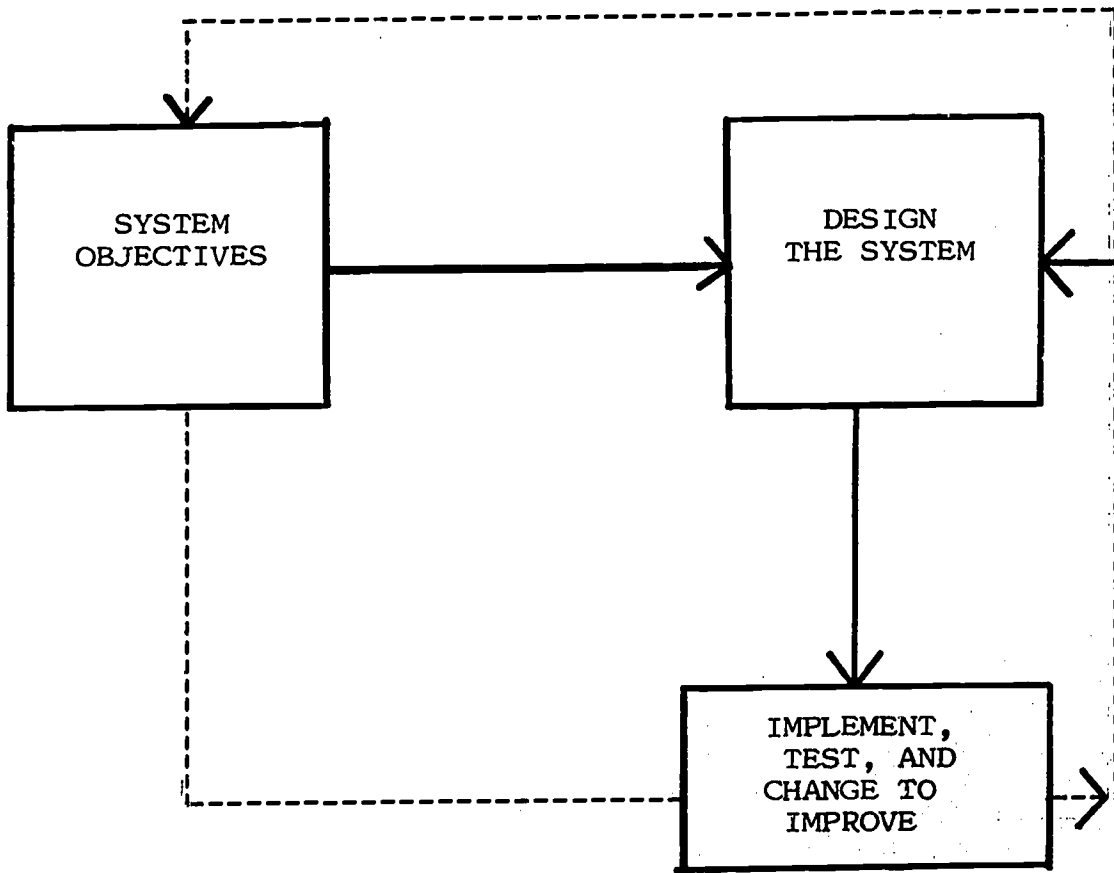 SYSTEM
OBJECTIVES
DESIGN
THE SYSTEM
IMPLEMENT,
TEST, AND
CHANGE TO
IMPROVE